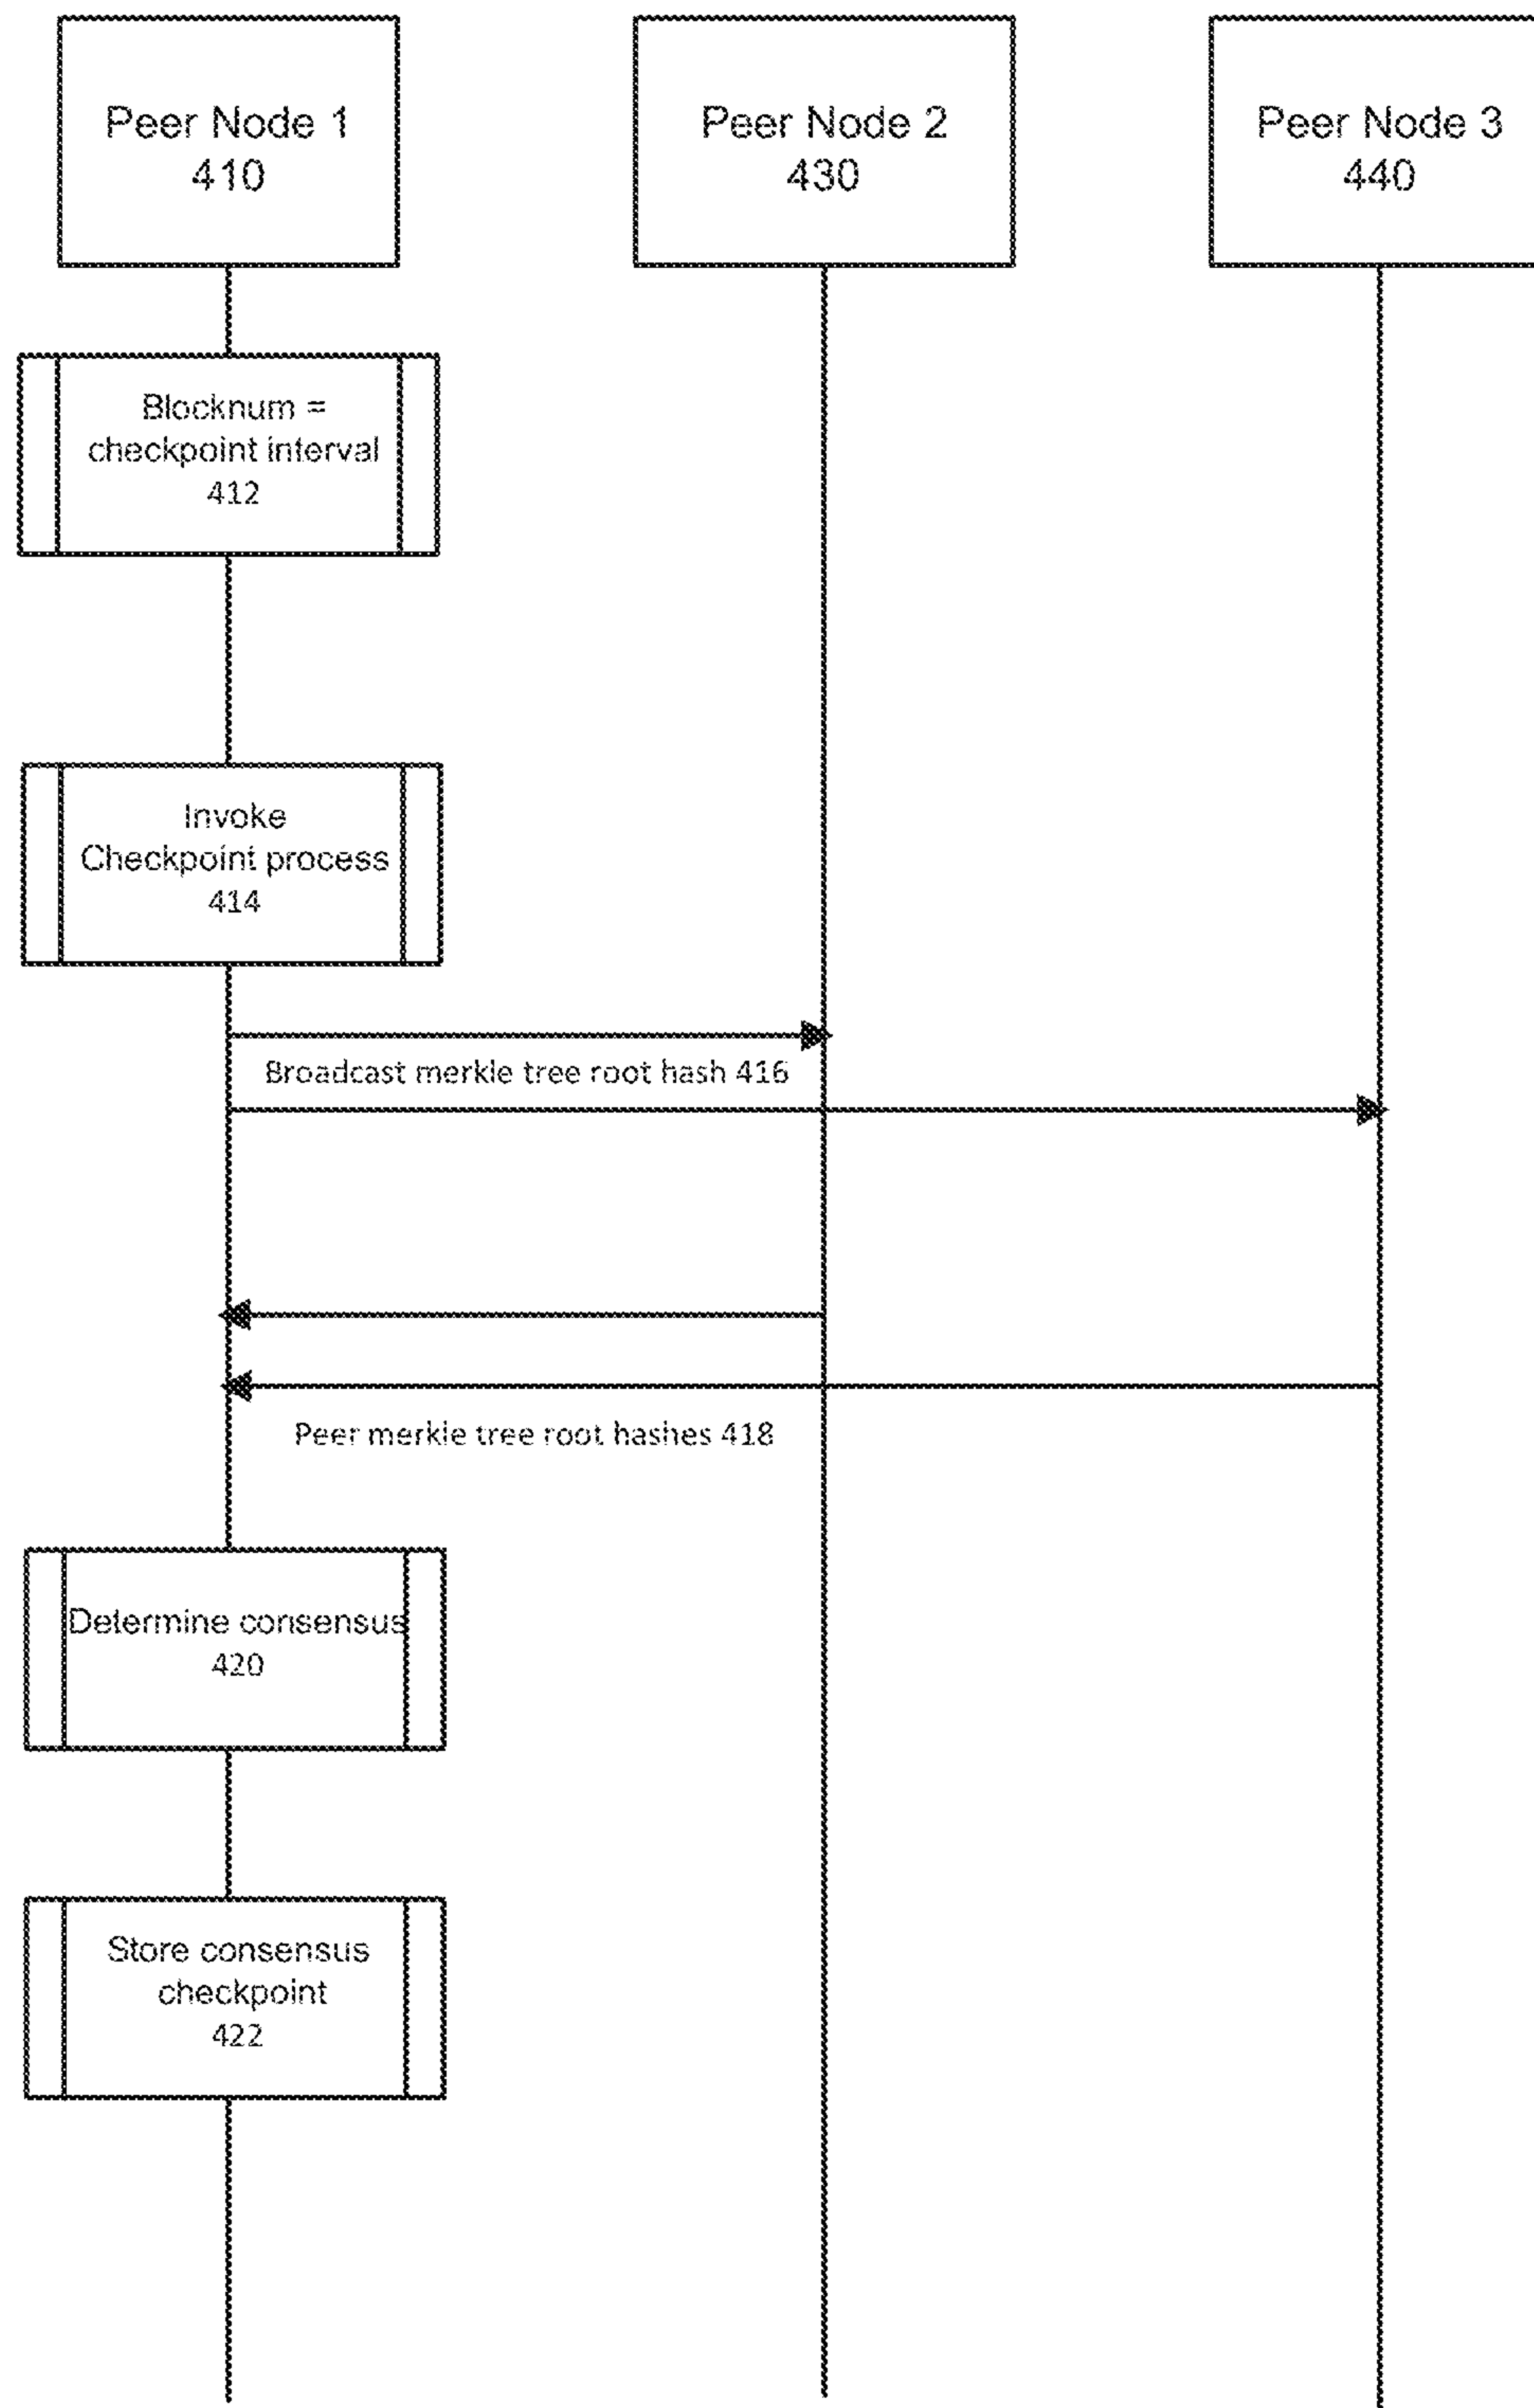 Peer Node 1
410
Peer Node 2
430
Peer Node 3
440
Blocknum =
checkpoint interval
412
Invoke
Checkpoint process
414
Broadcast merkle tree root hash 416
Peer merkle tree root hashes 418
Determine consensus
420
Store consensus
checkpoint
422